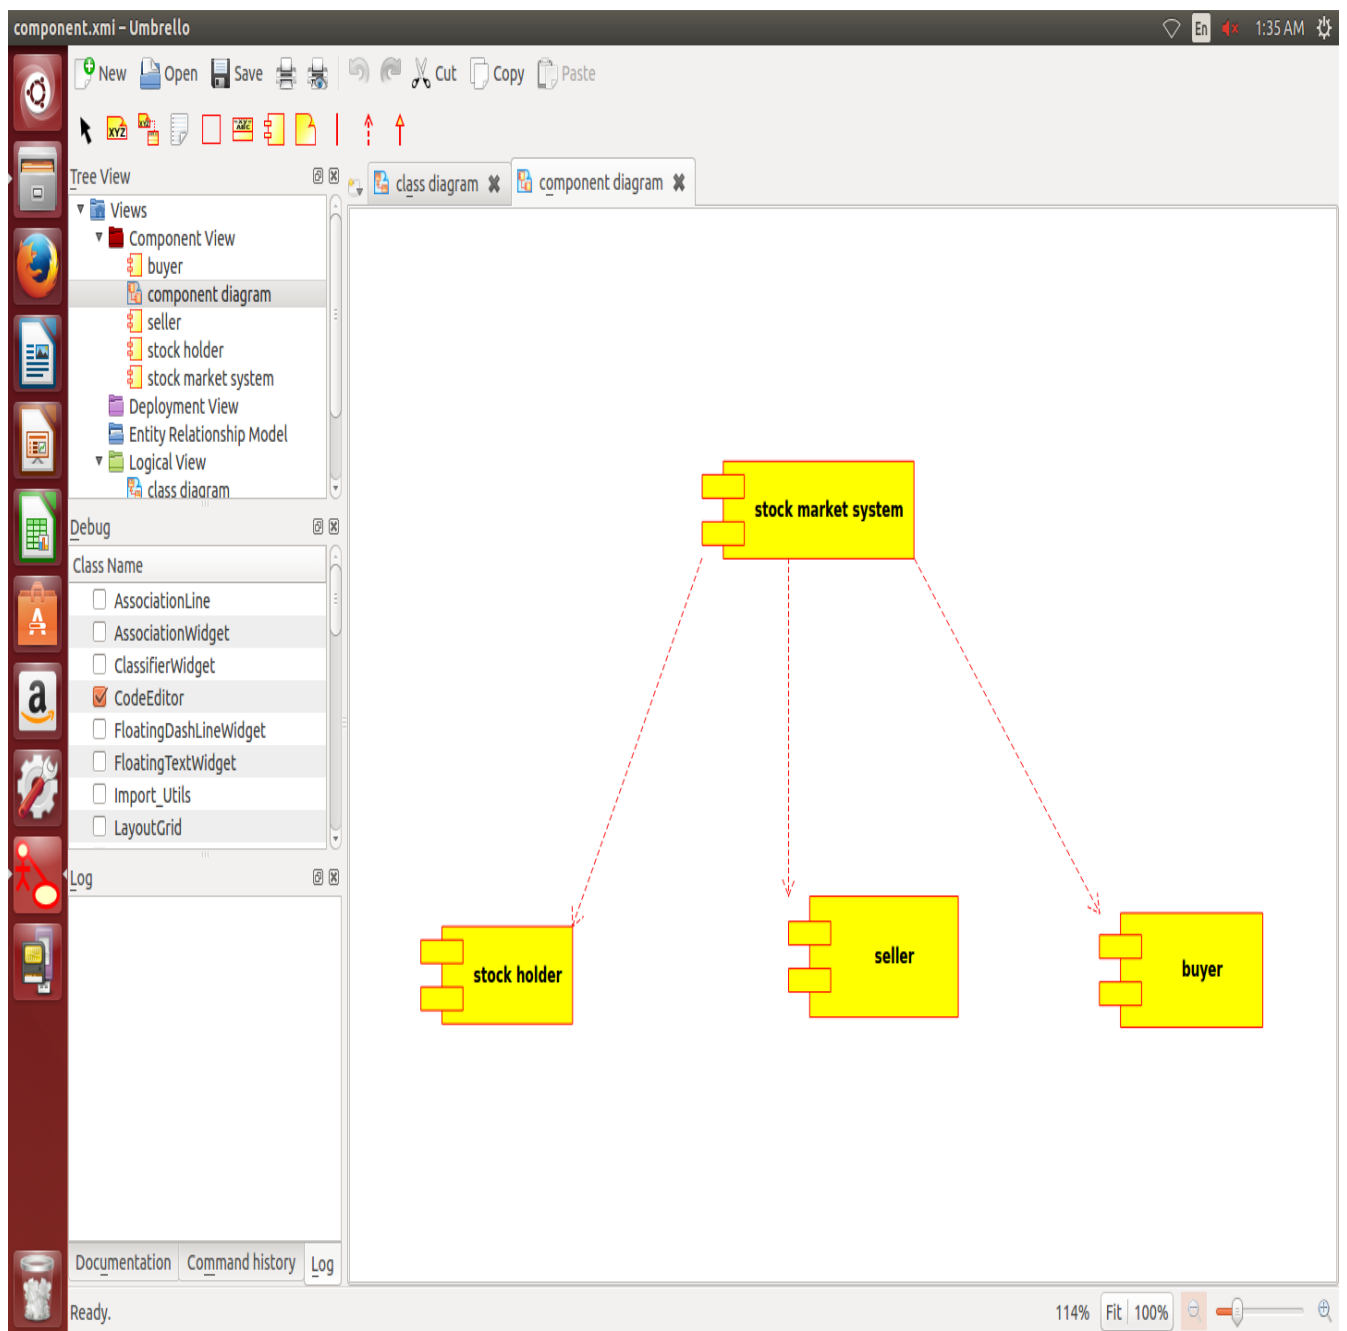 component.xmi – Umbrello
En
1:35 AM
New
Open
Save
Cut
Copy
Paste
XYZ
XYZ
ABC
Tree View
class diagram
component diagram
Views
Component View
buyer
component diagram
seller
stock holder
stock market system
Deployment View
Entity Relationship Model
Logical View
class diagram
Debug
Class Name
AssociationLine
AssociationWidget
ClassifierWidget
CodeEditor
FloatingDashLineWidget
FloatingTextWidget
Import_Utils
LayoutGrid
Log
stock market system
stock holder
seller
buyer
Documentation
Command history
Log
Ready.
114%
Fit
100%